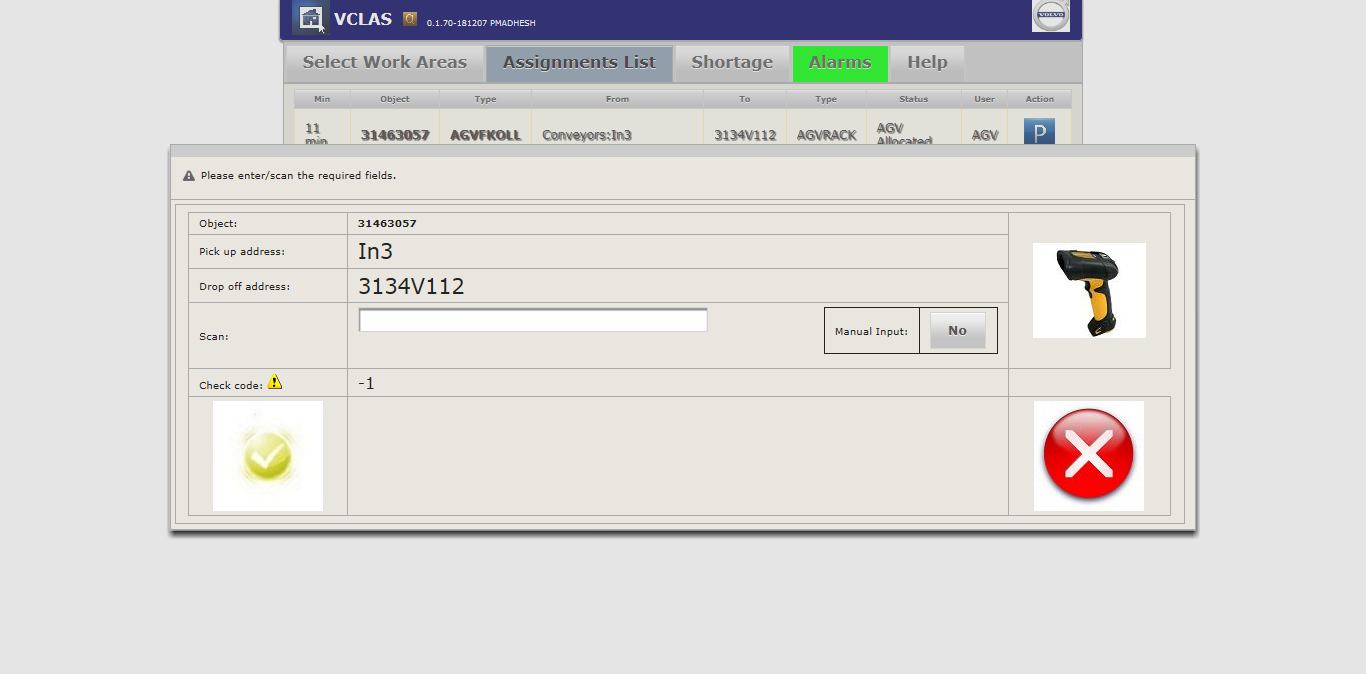 VCLAS 0.1.70-181207 PMADHESH
VOLVO
Select Work Areas Assignments List Shortage Alarms Help
Min Object Type From To Type Status User Action
11 min 31463057 AGVFKOLL Conveyors:In3 3134V112 AGVRACK AGV Allocated AGV P
Please enter/scan the required fields.
Object: 31463057
Pick up address: In3
Drop off address: 3134V112
Scan: Manual Input: No
Check code: -1